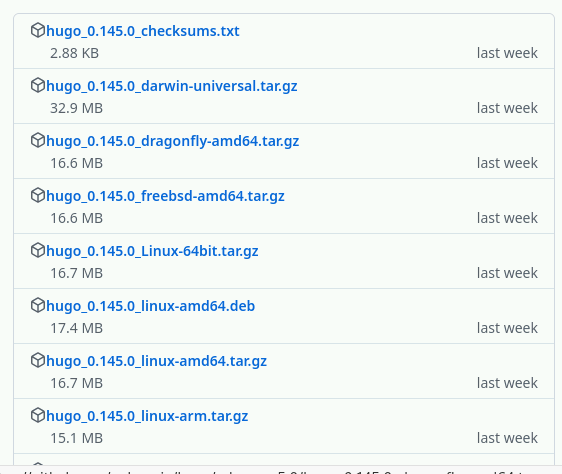 hugo_0.145.0_checksums.txt
2.88 KB last week
hugo_0.145.0_darwin-universal.tar.gz
32.9 MB last week
hugo_0.145.0_dragonfly-amd64.tar.gz
16.6 MB last week
hugo_0.145.0_freebsd-amd64.tar.gz
16.6 MB last week
hugo_0.145.0_Linux-64bit.tar.gz
16.7 MB last week
hugo_0.145.0_linux-amd64.deb
17.4 MB last week
hugo_0.145.0_linux-amd64.tar.gz
16.7 MB last week
hugo_0.145.0_linux-arm.tar.gz
15.1 MB last week